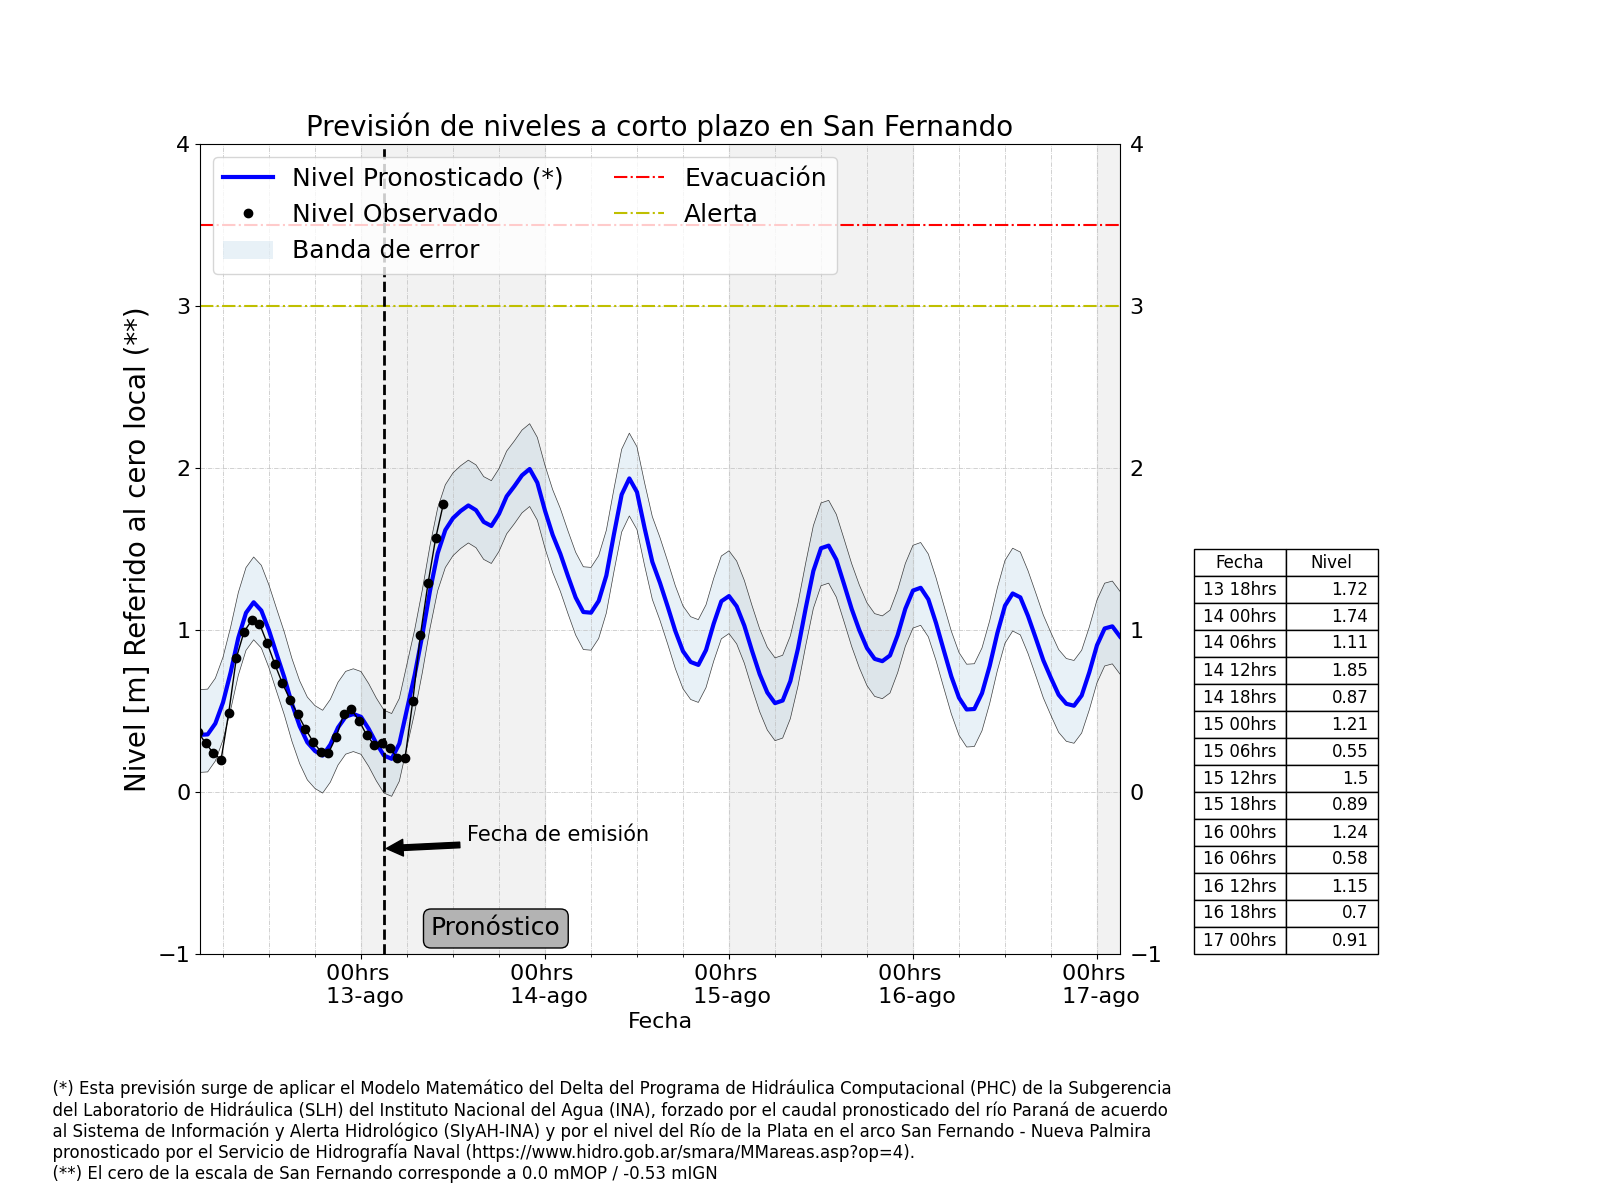 Previsión de niveles a corto plazo en San Fernando
Nivel Pronosticado (*)
Nivel Observado
Banda de error
Evacuación
Alerta
Nivel [m] Referido al cero local (**)
4
3
2
1
0
−1
4
3
2
1
0
−1
Fecha de emisión
Pronóstico
00hrs
13-ago
00hrs
14-ago
00hrs
15-ago
00hrs
16-ago
00hrs
17-ago
Fecha
Fecha Nivel
13 18hrs 1.72
14 00hrs 1.74
14 06hrs 1.11
14 12hrs 1.85
14 18hrs 0.87
15 00hrs 1.21
15 06hrs 0.55
15 12hrs 1.5
15 18hrs 0.89
16 00hrs 1.24
16 06hrs 0.58
16 12hrs 1.15
16 18hrs 0.7
17 00hrs 0.91
(*) Esta previsión surge de aplicar el Modelo Matemático del Delta del Programa de Hidráulica Computacional (PHC) de la Subgerencia
del Laboratorio de Hidráulica (SLH) del Instituto Nacional del Agua (INA), forzado por el caudal pronosticado del río Paraná de acuerdo
al Sistema de Información y Alerta Hidrológico (SIyAH-INA) y por el nivel del Río de la Plata en el arco San Fernando - Nueva Palmira
pronosticado por el Servicio de Hidrografía Naval (https://www.hidro.gob.ar/smara/MMareas.asp?op=4).
(**) El cero de la escala de San Fernando corresponde a 0.0 mMOP / -0.53 mIGN